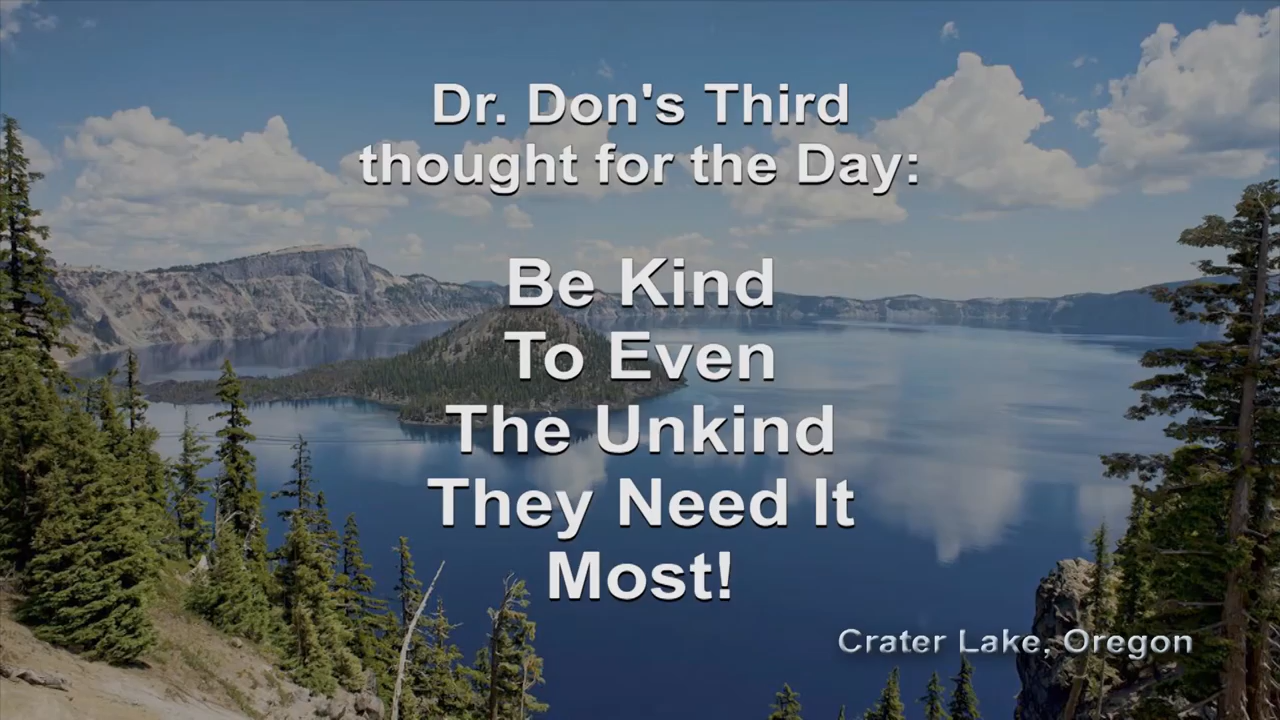 Dr. Don's Third
thought for the Day:
Be Kind
To Even
The Unkind
They Need It
Most!
Crater Lake, Oregon